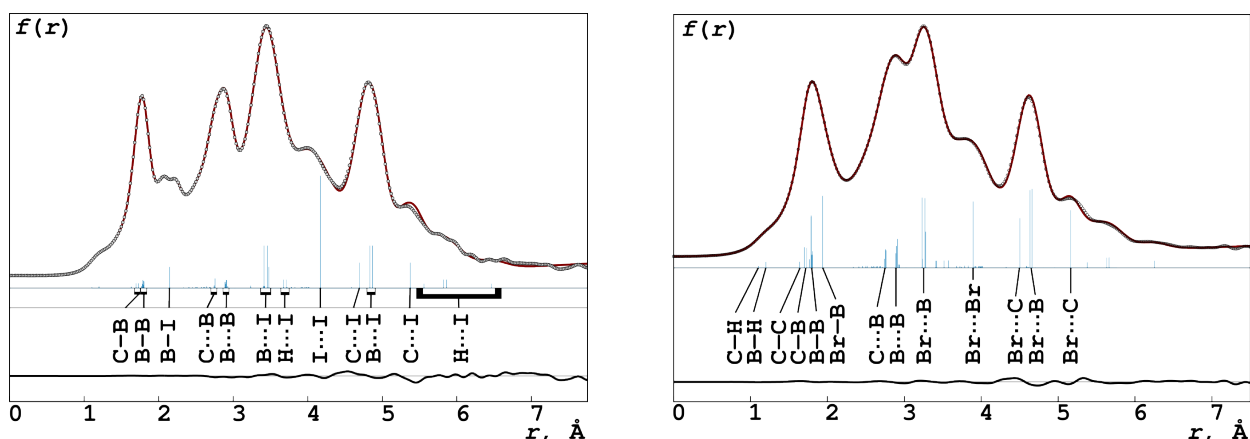 f(r)
C–B
B–B
B–I
C···B
B···B
B···I
H···I
I···I
C···I
B···I
C···I
H···I
0 1 2 3 4 5 6 7
r, Å
f(r)
C–H
B–H
C–C
C–B
B–B
Br–B
C···B
B···B
Br···B
Br···Br
Br···C
Br···B
Br···C
0 1 2 3 4 5 6 7
r, Å